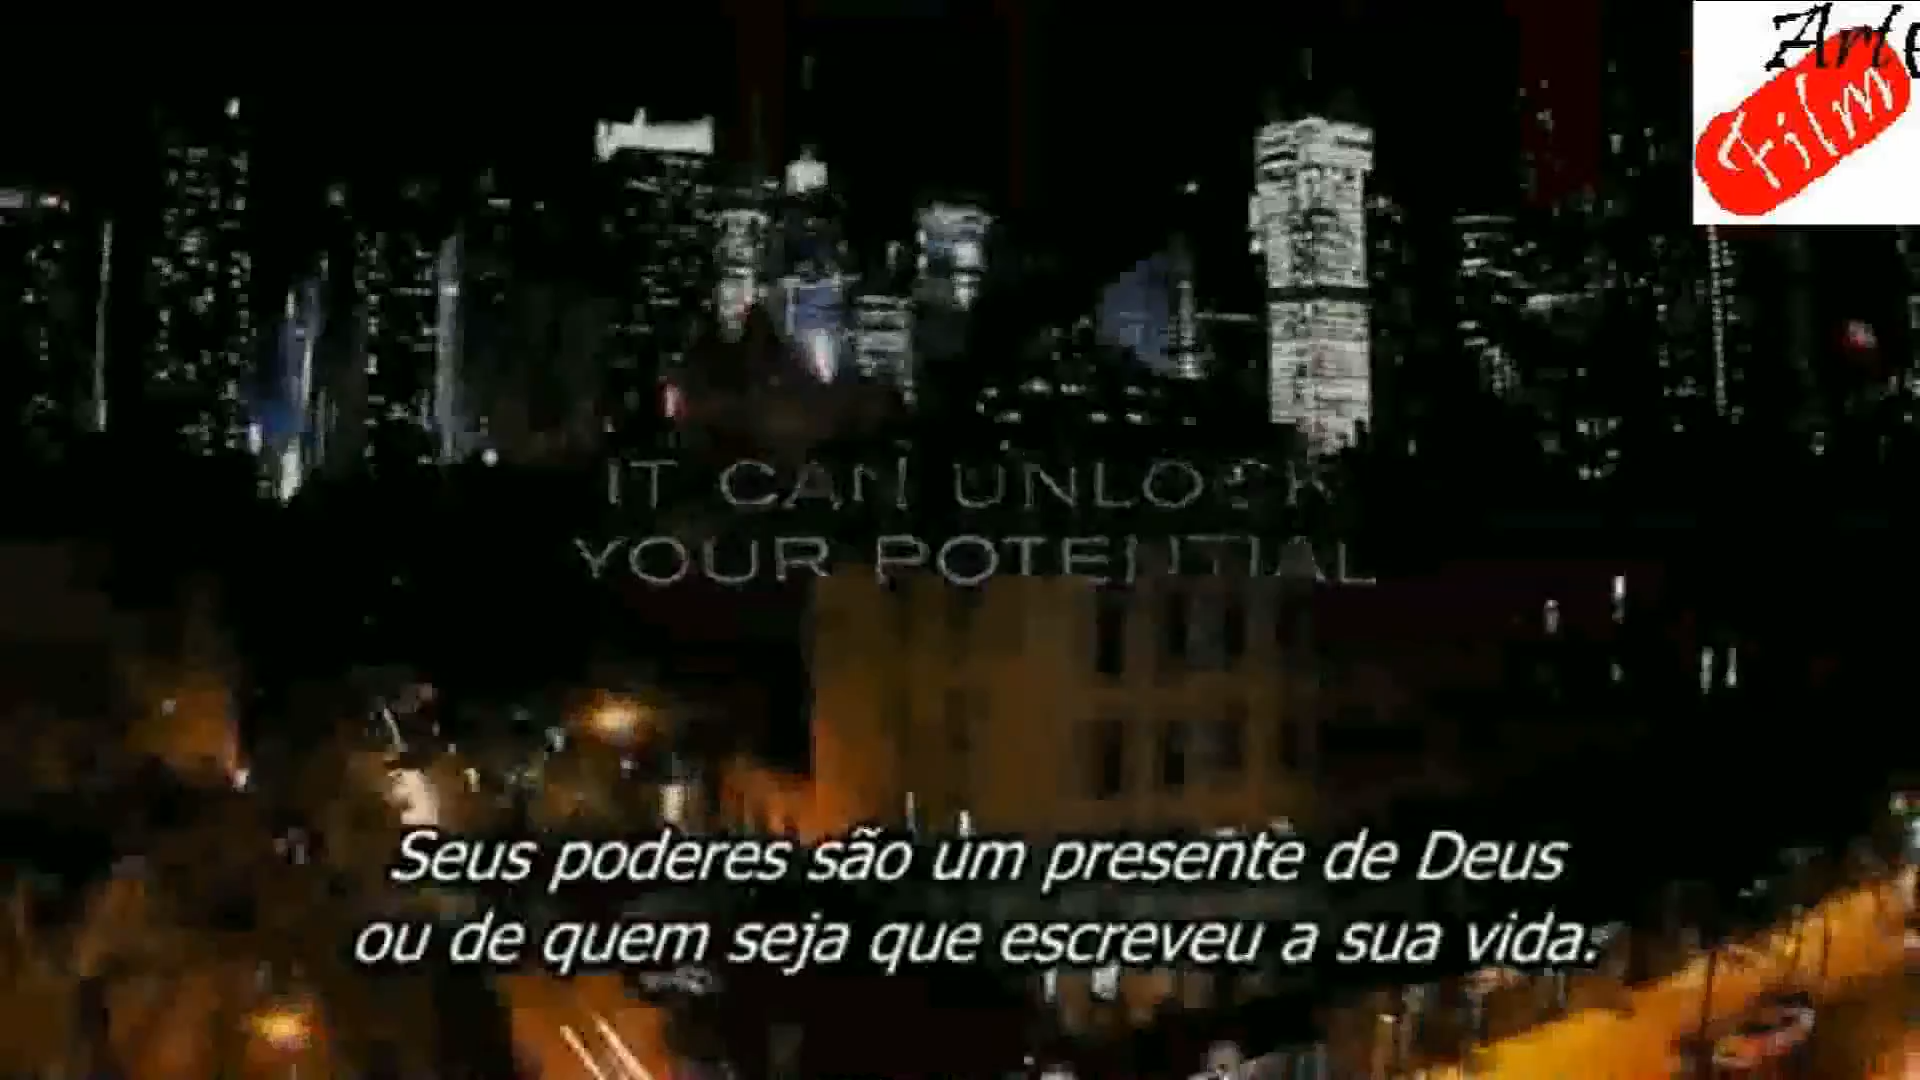 Art
Film
IT CAN UNLOCK
YOUR POTENTIAL
Seus poderes são um presente de Deus
ou de quem seja que escreveu a sua vida.